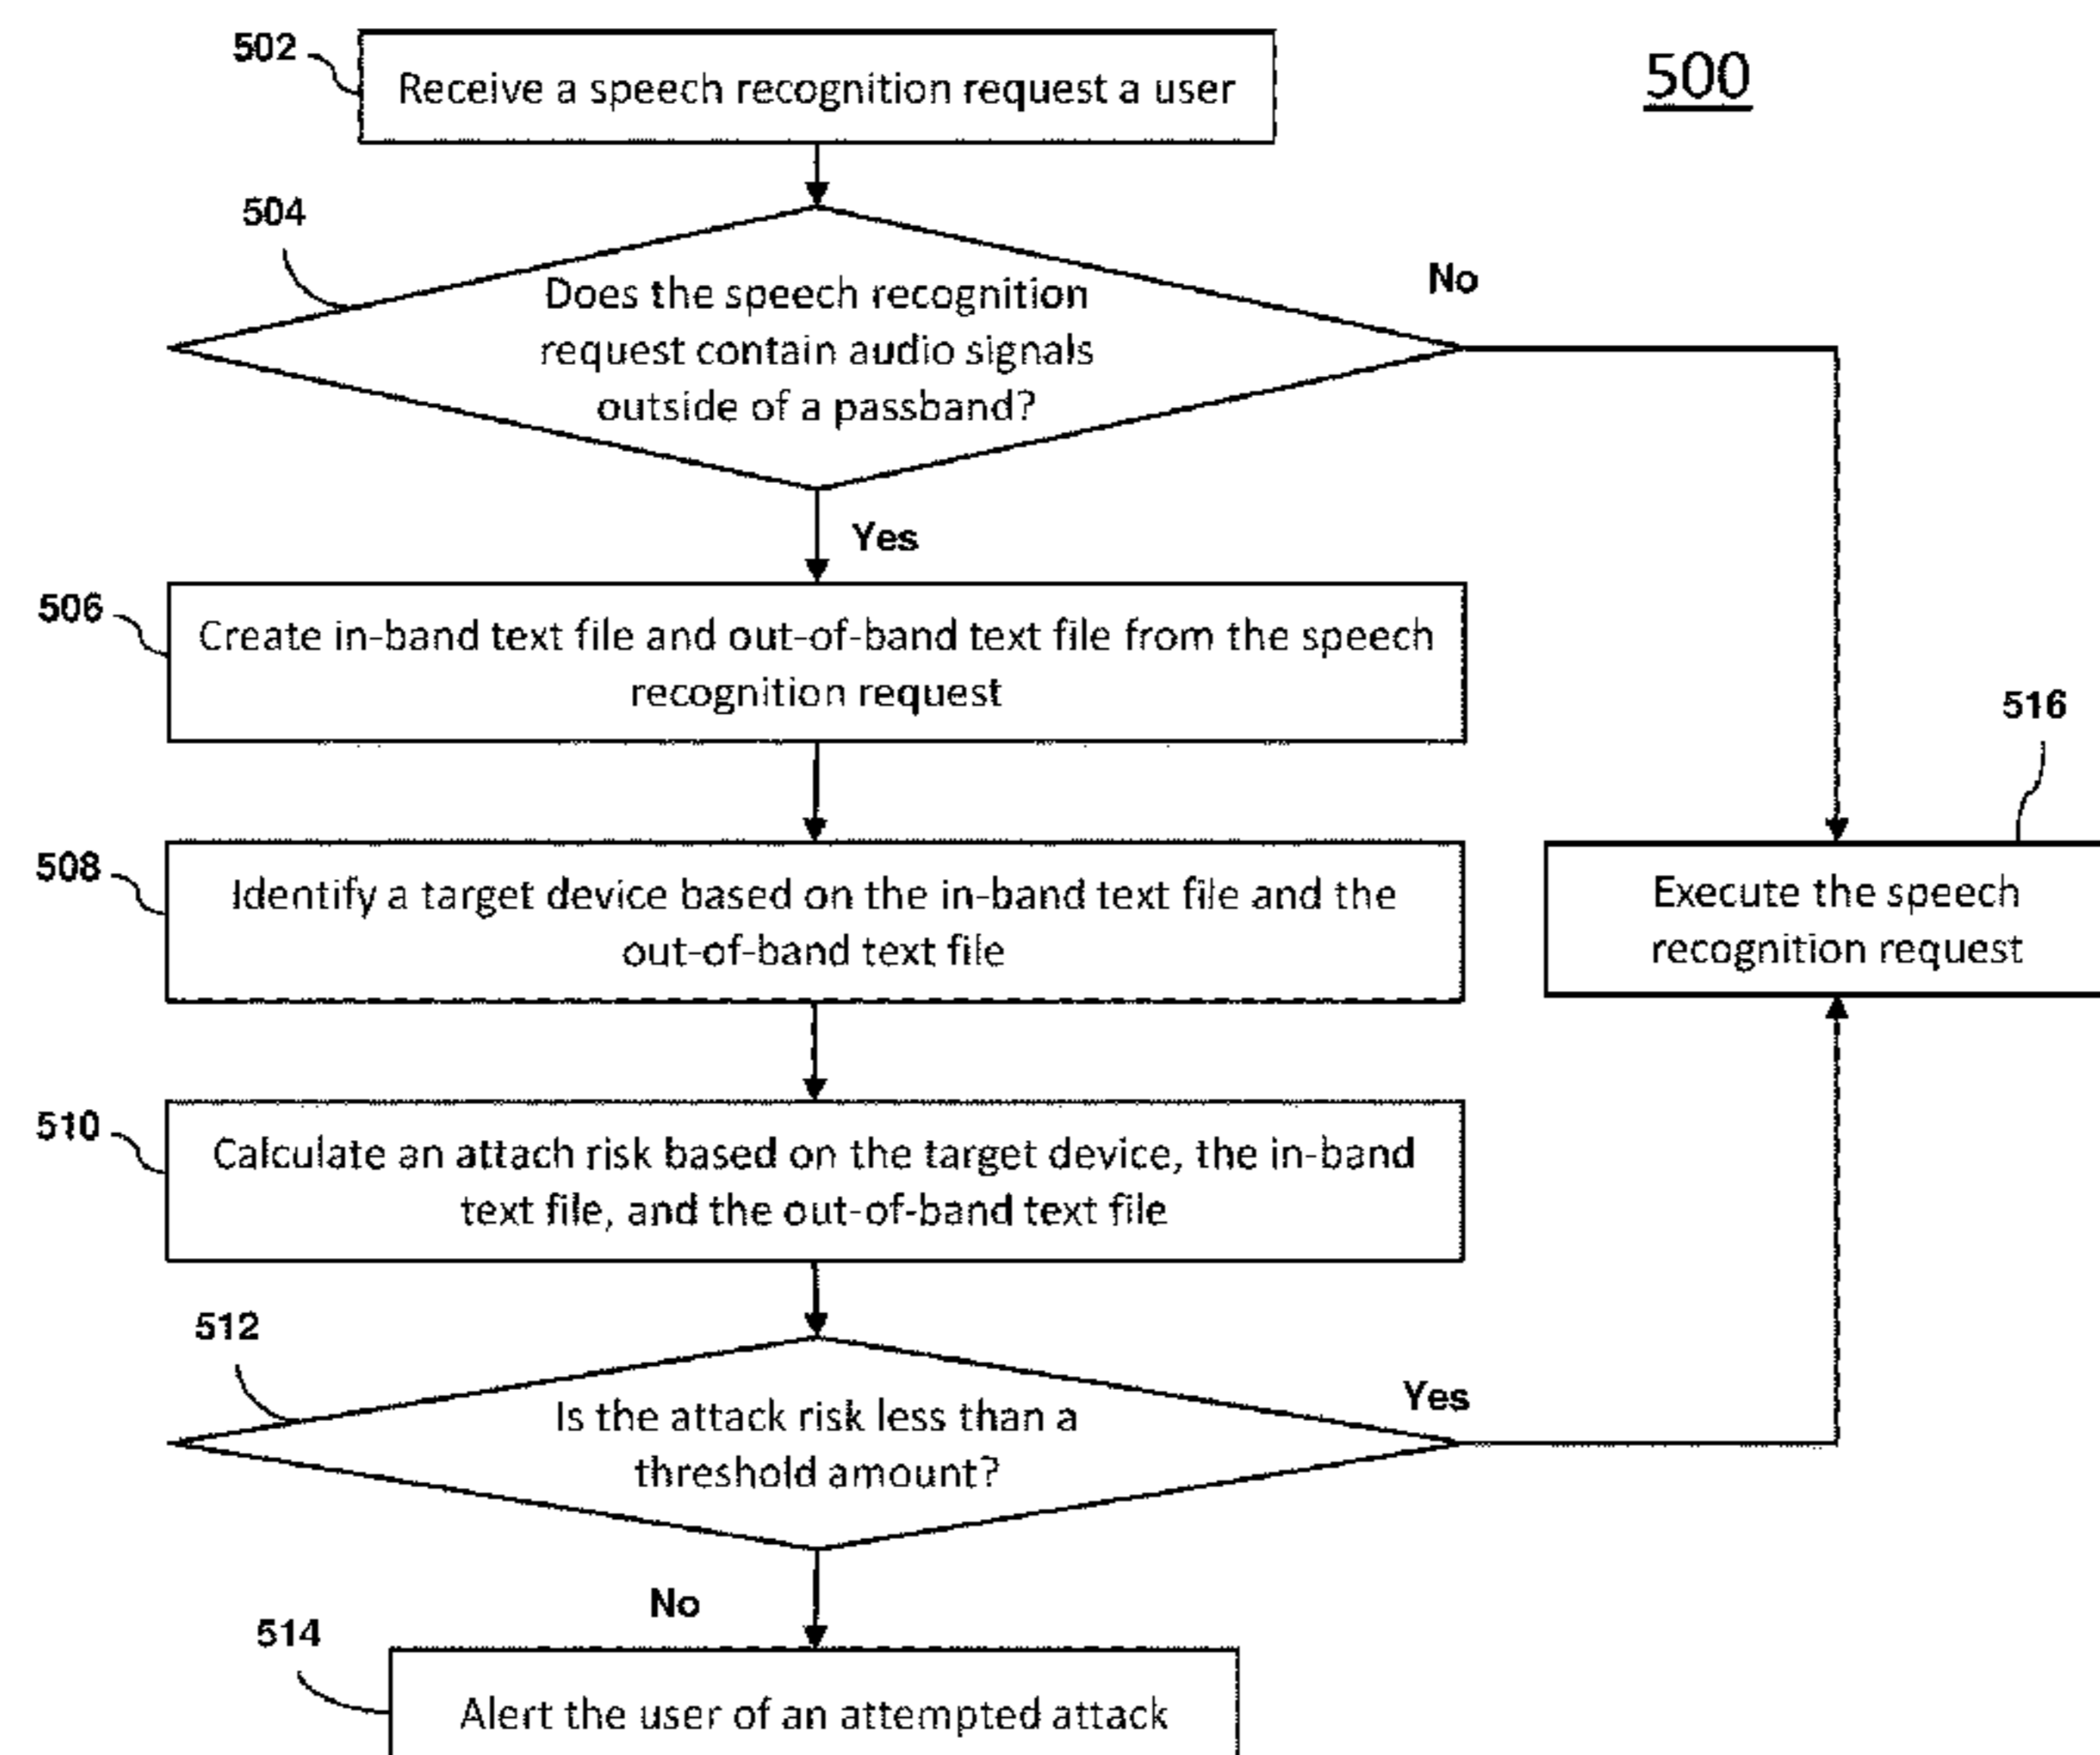 500
502
Receive a speech recognition request a user
504
Does the speech recognition
request contain audio signals
outside of a passband?
No
Yes
506
Create in-band text file and out-of-band text file from the speech
recognition request
508
Identify a target device based on the in-band text file and the
out-of-band text file
516
Execute the speech
recognition request
510
Calculate an attach risk based on the target device, the in-band
text file, and the out-of-band text file
512
Is the attack risk less than a
threshold amount?
Yes
No
514
Alert the user of an attempted attack